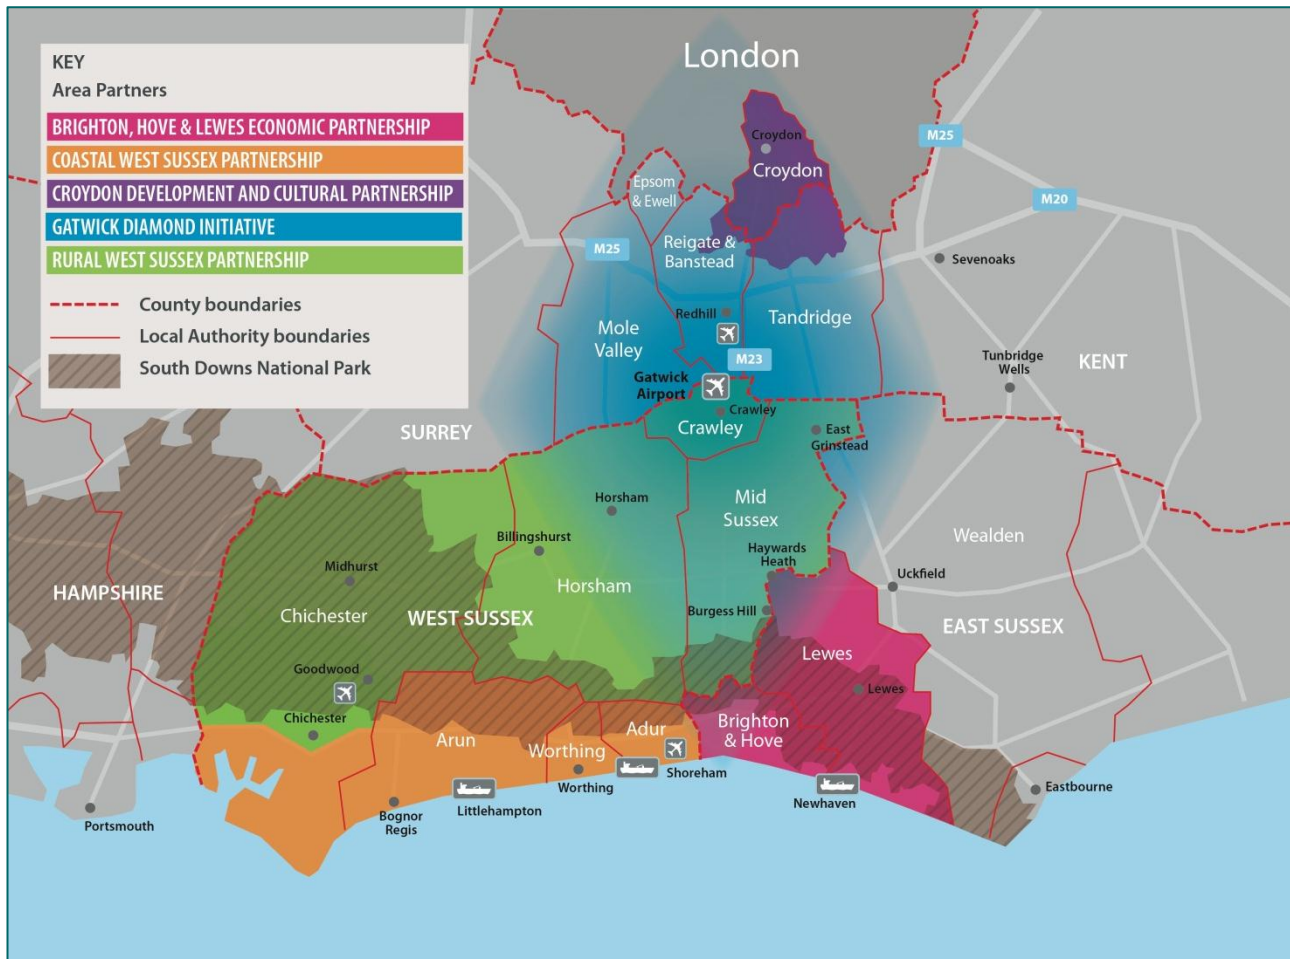 London
KEY
Area Partners
BRIGHTON, HOVE & LEWES ECONOMIC PARTNERSHIP
COASTAL WEST SUSSEX PARTNERSHIP
CROYDON DEVELOPMENT AND CULTURAL PARTNERSHIP
GATWICK DIAMOND INITIATIVE
RURAL WEST SUSSEX PARTNERSHIP
County boundaries
Local Authority boundaries
South Downs National Park
Croydon
Croydon
M25
Epsom
& Ewell
M20
M25
Reigate &
Banstead
Sevenoaks
Redhill
Mole
Valley
Tandridge
M23
Tunbridge
Wells
KENT
Gatwick
Airport
Crawley
Crawley
SURREY
East
Grinstead
Horsham
Mid
Sussex
Billingshurst
Wealden
Haywards
Heath
Midhurst
Horsham
Uckfield
HAMPSHIRE
Chichester
WEST SUSSEX
Burgess Hill
EAST SUSSEX
Lewes
Goodwood
Lewes
Chichester
Arun
Worthing
Adur
Brighton
& Hove
Shoreham
Worthing
Eastbourne
Newhaven
Littlehampton
Bognor
Regis
Portsmouth